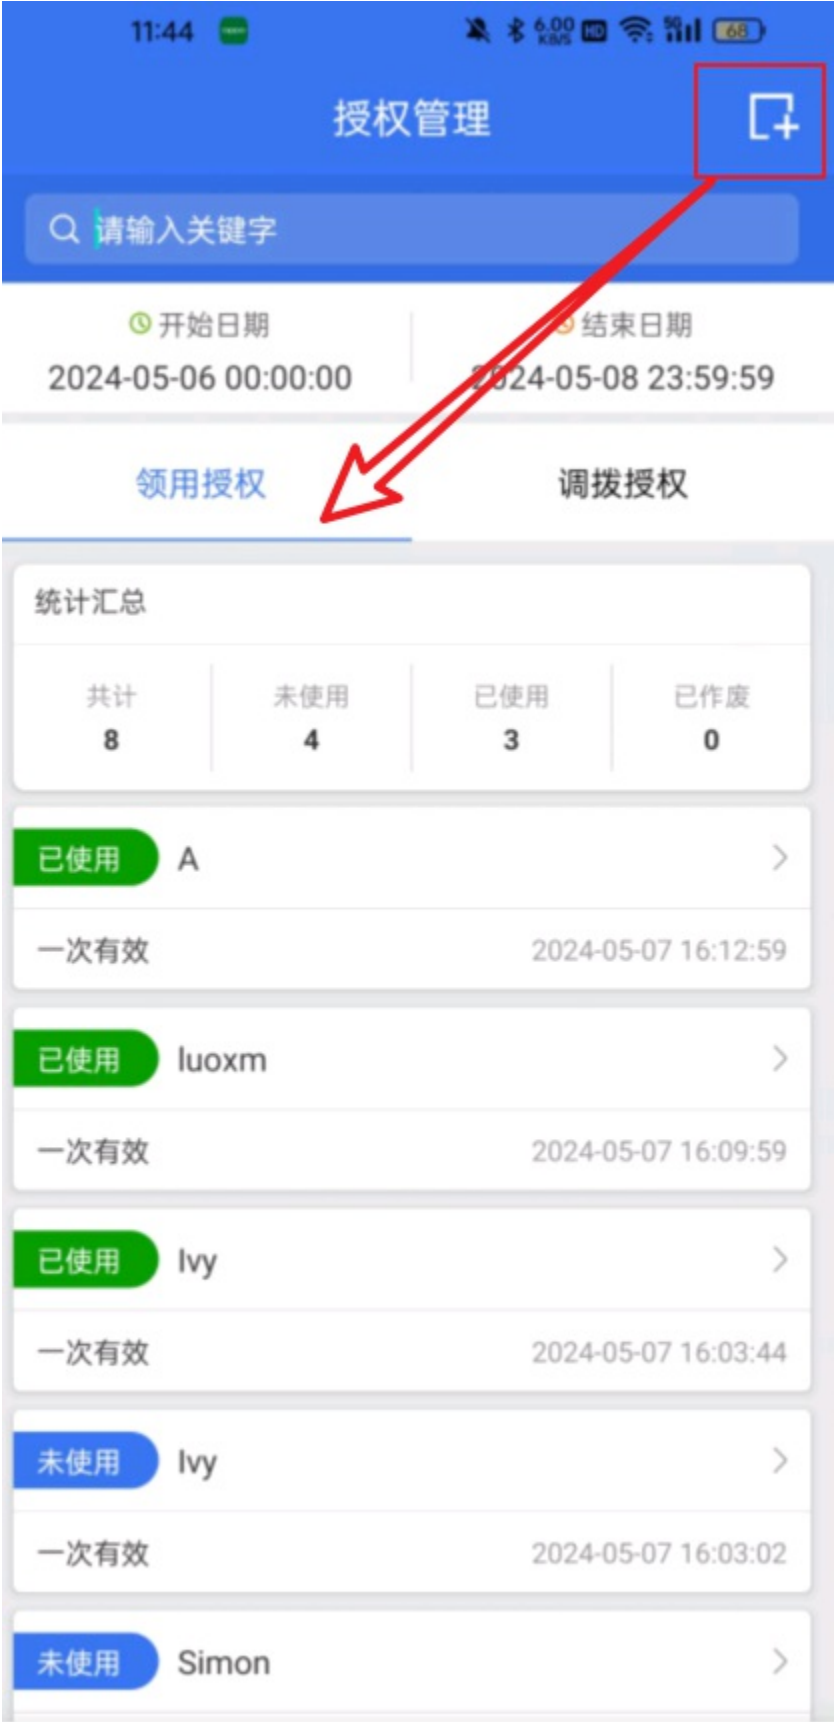 11:44 6.00 KB/S HD 5G 68
授权管理
请输入关键字
开始日期 结束日期
2024-05-06 00:00:00 2024-05-08 23:59:59
领用授权 调拨授权
统计汇总
共计 未使用 已使用 已作废
8 4 3 0
已使用 A
一次有效 2024-05-07 16:12:59
已使用 luoxm
一次有效 2024-05-07 16:09:59
已使用 Ivy
一次有效 2024-05-07 16:03:44
未使用 Ivy
一次有效 2024-05-07 16:03:02
未使用 Simon